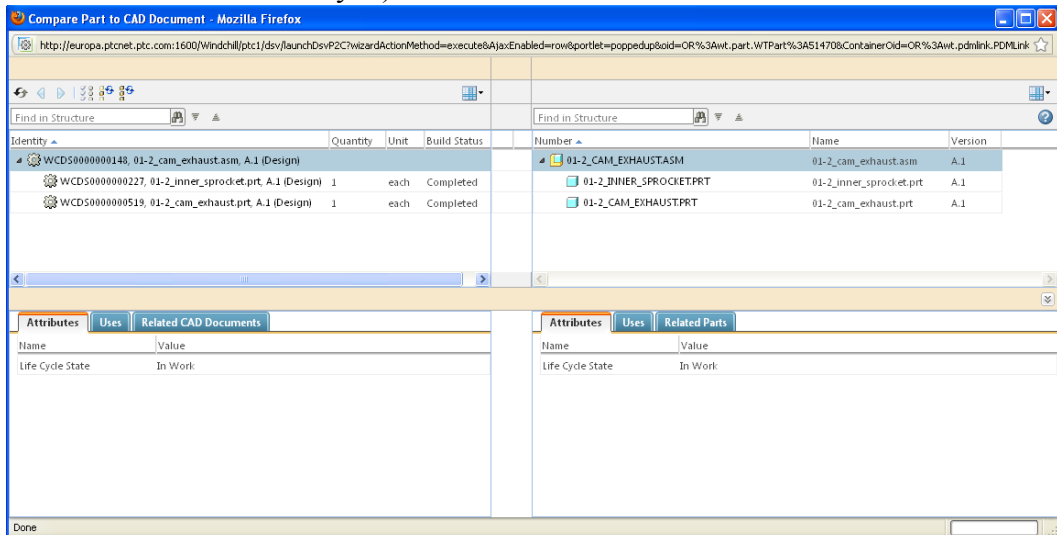 Compare Part to CAD Document - Mozilla Firefox
http://europa.ptcnet.ptc.com:1600/Windchill/ptc1/dsv/launchDsvP2C?wizardActionMethod=execute&AjaxEnabled=row&portlet=poppedup&oid=OR%3Awt.part.WTPart%3A51470&ContainerOid=OR%3Awt.pdmlink.PDMLink
Find in Structure Find in Structure
Identity Quantity Unit Build Status Number Name Version
WCDS0000000148, 01-2_cam_exhaust.asm, A.1 (Design) 01-2_CAM_EXHAUST.ASM 01-2_cam_exhaust.asm A.1
WCDS0000000227, 01-2_inner_sprocket.prt, A.1 (Design) 1 each Completed 01-2_INNER_SPROCKET.PRT 01-2_inner_sprocket.prt A.1
WCDS0000000519, 01-2_cam_exhaust.prt, A.1 (Design) 1 each Completed 01-2_CAM_EXHAUST.PRT 01-2_cam_exhaust.prt A.1
Attributes Uses Related CAD Documents Attributes Uses Related Parts
Name Value Name Value
Life Cycle State In Work Life Cycle State In Work
Done